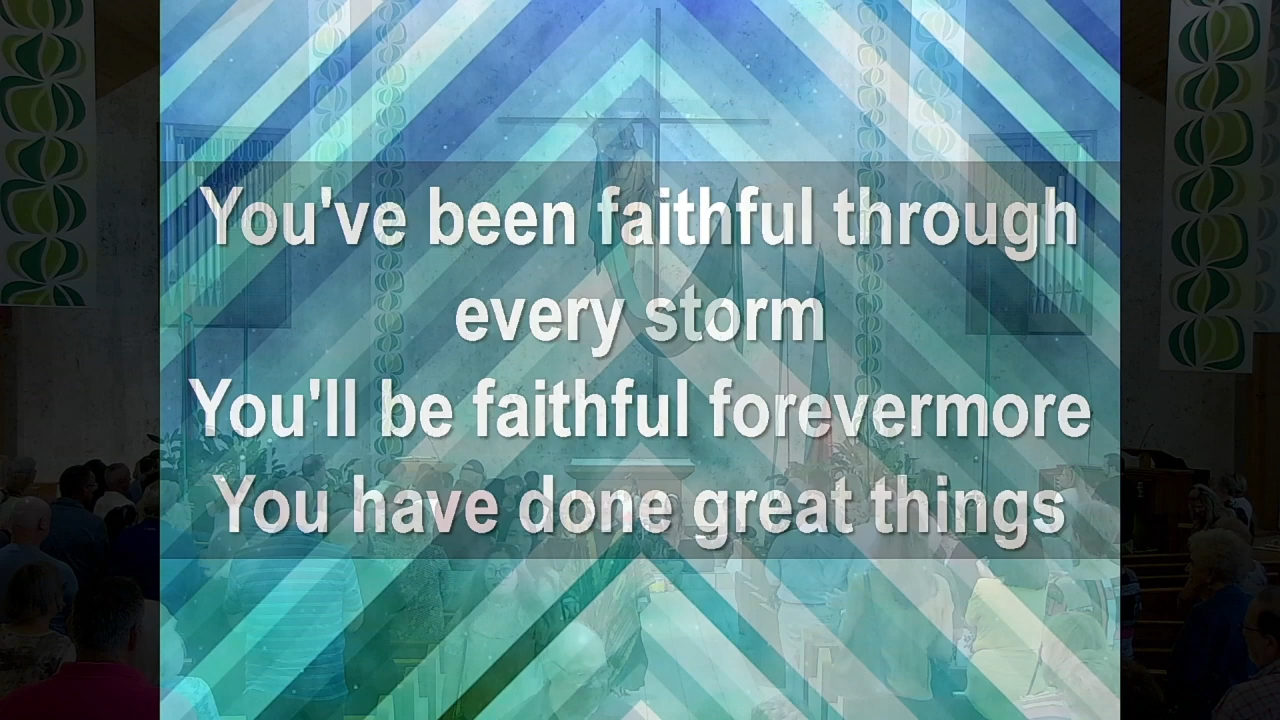 You've been faithful through
every storm
You'll be faithful forevermore
You have done great things